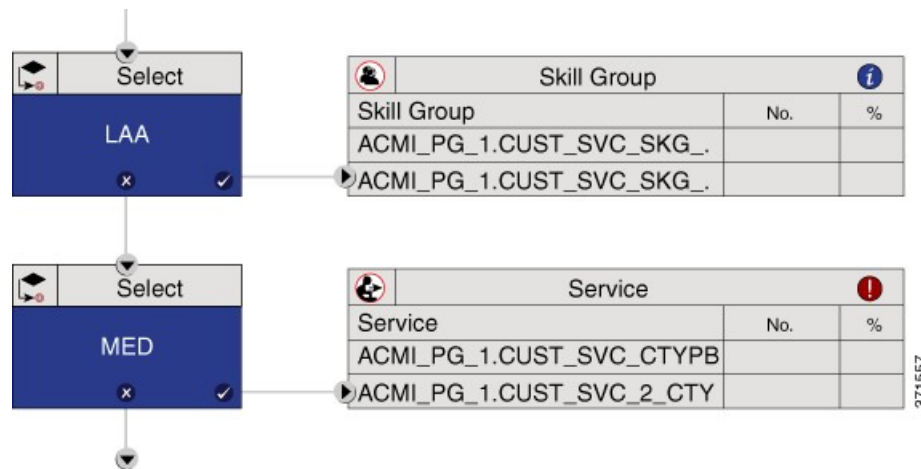 Select
LAA
Skill Group
i
Skill Group No. %
ACMI_PG_1.CUST_SVC_SKG_.
ACMI_PG_1.CUST_SVC_SKG_.
Select
MED
Service
!
Service No. %
ACMI_PG_1.CUST_SVC_CTYPB
ACMI_PG_1.CUST_SVC_2_CTY
371557